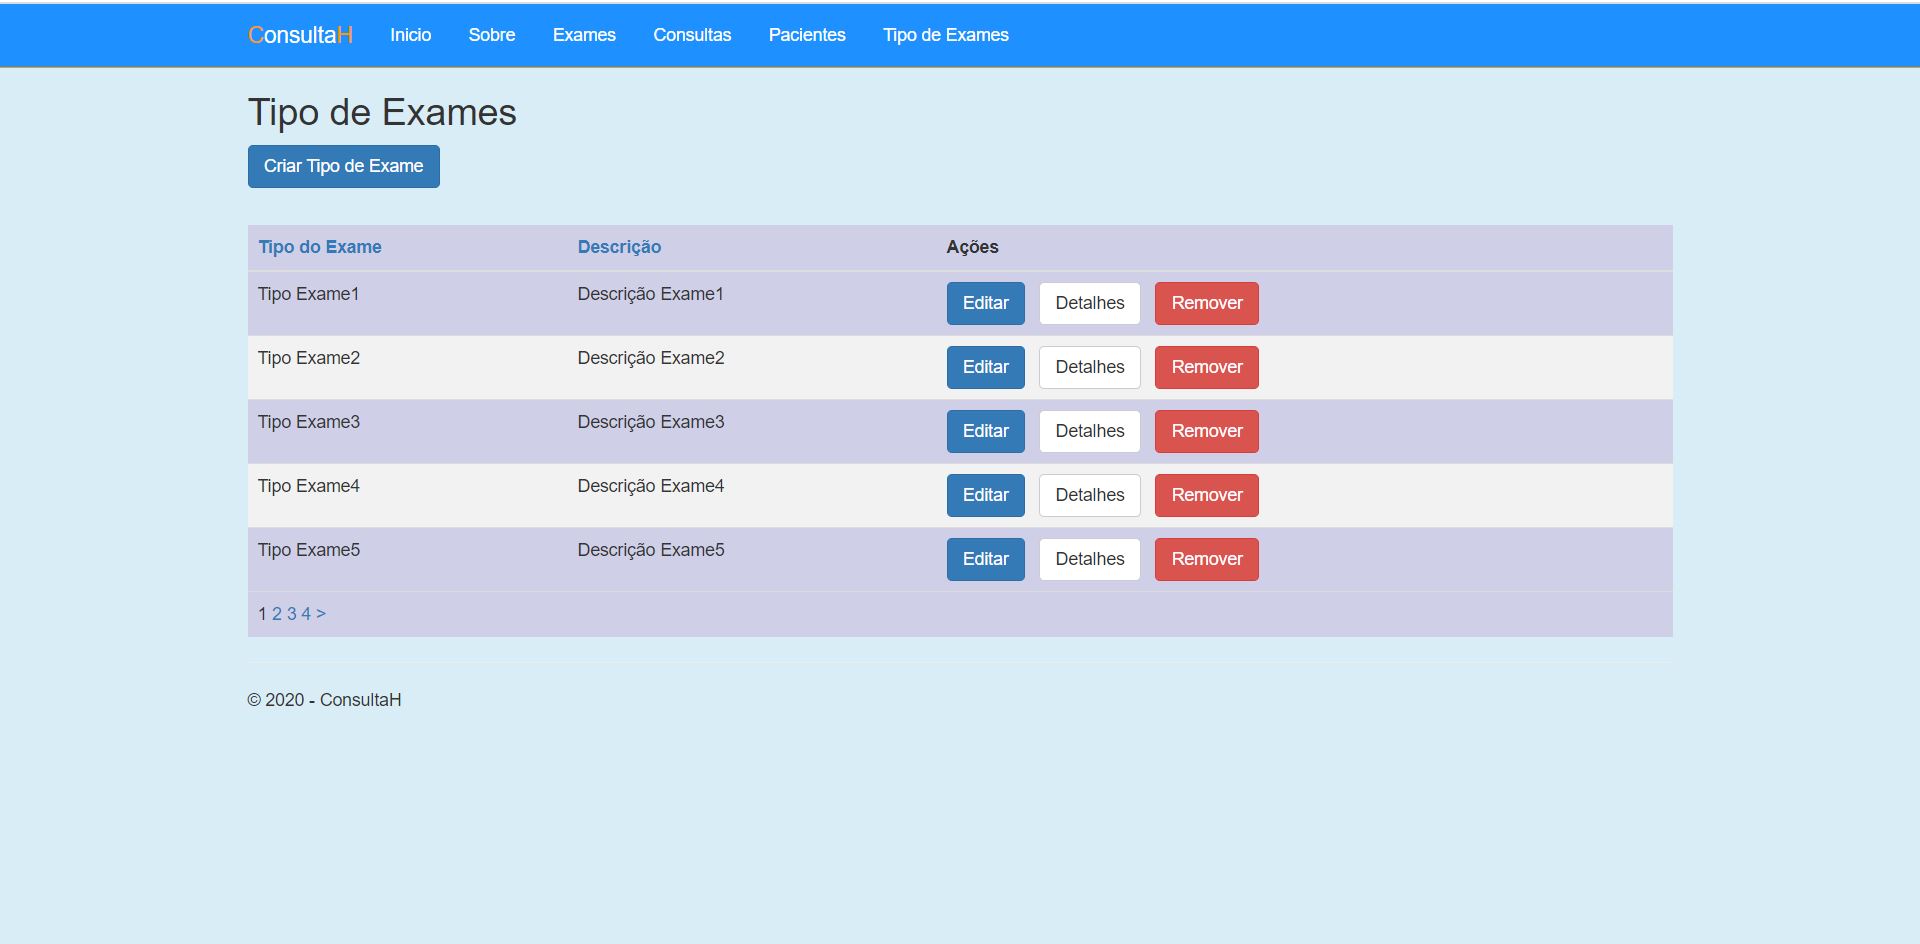 ConsultaH Inicio Sobre Exames Consultas Pacientes Tipo de Exames
Tipo de Exames
Criar Tipo de Exame
Tipo do Exame Descrição Ações
Tipo Exame1 Descrição Exame1 Editar Detalhes Remover
Tipo Exame2 Descrição Exame2 Editar Detalhes Remover
Tipo Exame3 Descrição Exame3 Editar Detalhes Remover
Tipo Exame4 Descrição Exame4 Editar Detalhes Remover
Tipo Exame5 Descrição Exame5 Editar Detalhes Remover
1 2 3 4 >
© 2020 - ConsultaH